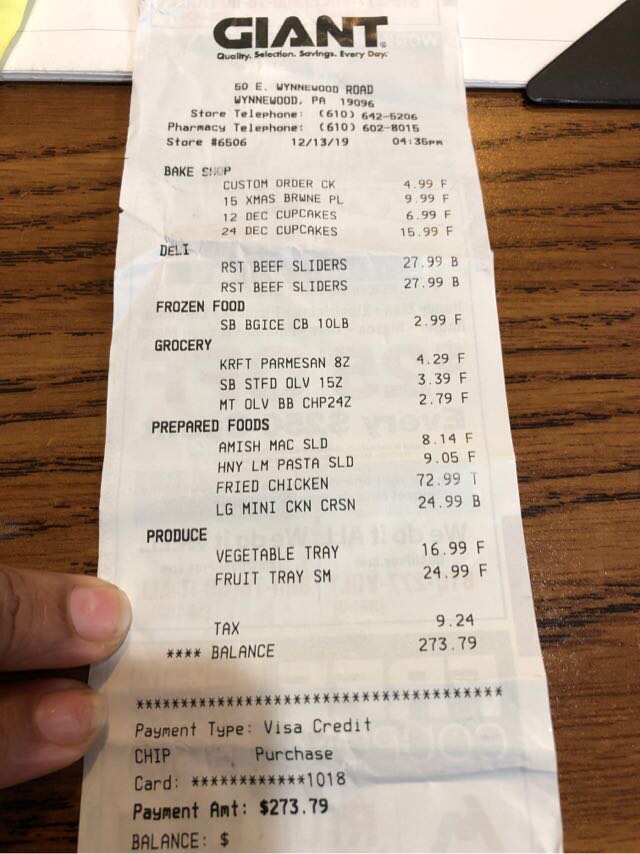 GIANT
Quality. Selection. Savings. Every Day.
50 E. WYNNEWOOD ROAD
WYNNEWOOD, PA 19096
Store Telephone: (610) 642-5206
Pharmacy Telephone: (610) 602-8015
Store #6506 12/13/19 04:35pm
BAKE SHOP
CUSTOM ORDER CK 4.99 F
15 XMAS BRWNE PL 9.99 F
12 DEC CUPCAKES 6.99 F
24 DEC CUPCAKES 15.99 F
DELI
RST BEEF SLIDERS 27.99 B
RST BEEF SLIDERS 27.99 B
FROZEN FOOD
SB BGICE CB 10LB 2.99 F
GROCERY
KRFT PARMESAN 8Z 4.29 F
SB STFD OLV 15Z 3.39 F
MT OLV BB CHP24Z 2.79 F
PREPARED FOODS
AMISH MAC SLD 8.14 F
HNY LM PASTA SLD 9.05 F
FRIED CHICKEN 72.99 T
LG MINI CKN CRSN 24.99 B
PRODUCE
VEGETABLE TRAY 16.99 F
FRUIT TRAY SM 24.99 F
TAX 9.24
**** BALANCE 273.79
******************************************
Payment Type: Visa Credit
CHIP Purchase
Card: ************1018
Payment Amt: $273.79
BALANCE: $